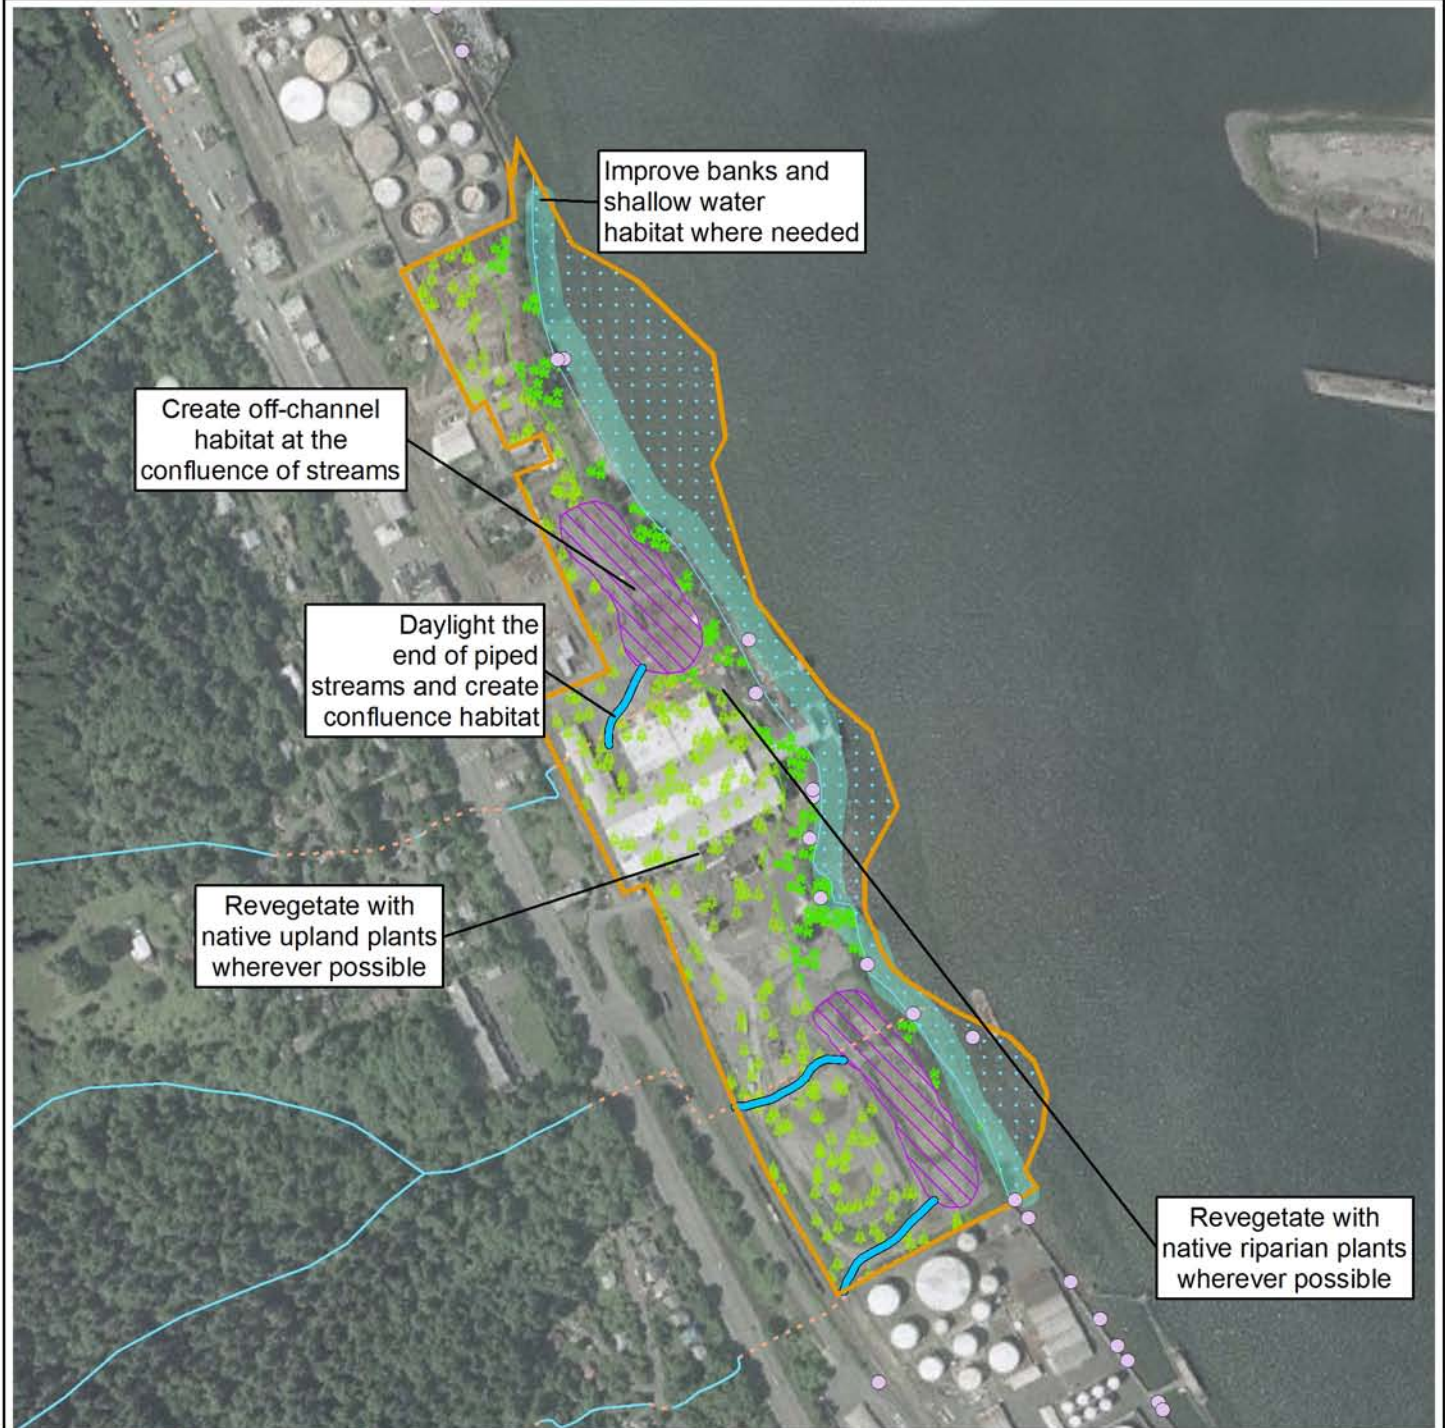 Improve banks and
shallow water
habitat where needed
Create off-channel
habitat at the
confluence of streams
Daylight the
end of piped
streams and create
confluence habitat
Revegetate with
native upland plants
wherever possible
Revegetate with
native riparian plants
wherever possible